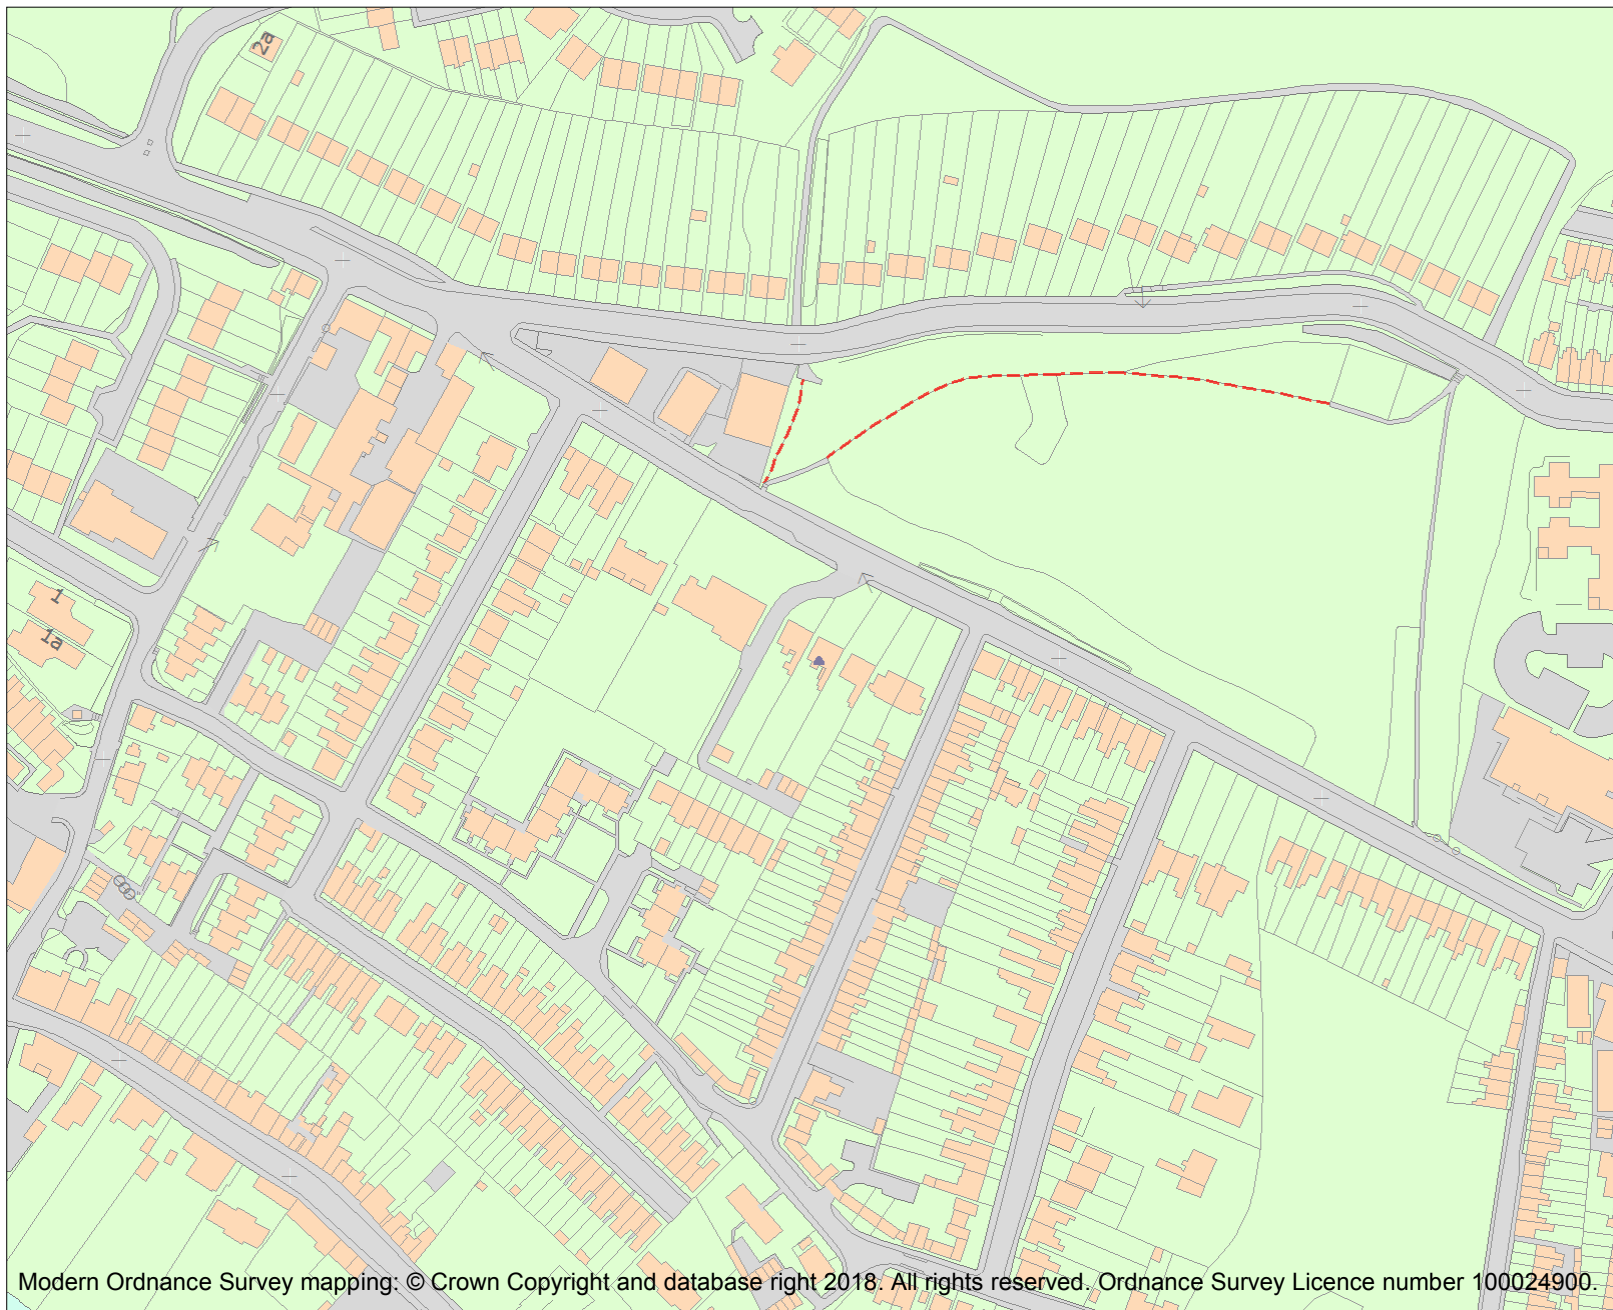 2a
1
1a
Modern Ordnance Survey mapping: © Crown Copyright and database right 2018. All rights reserved. Ordnance Survey Licence number 100024900.